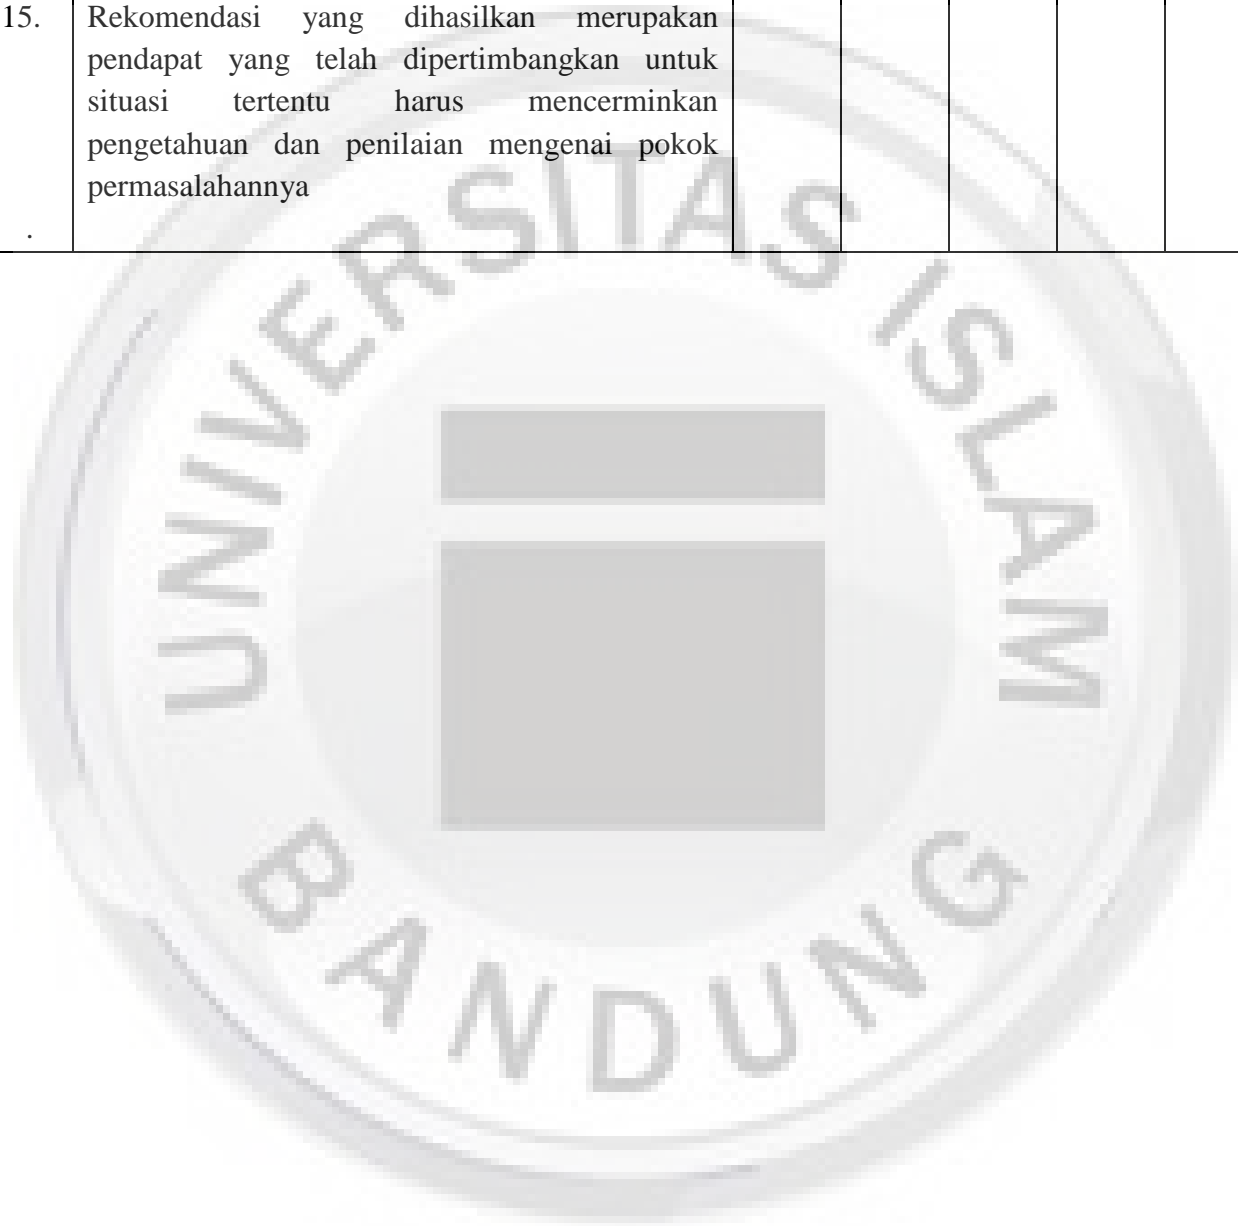 15. Rekomendasi yang dihasilkan merupakan
pendapat yang telah dipertimbangkan untuk
situasi tertentu harus mencerminkan
pengetahuan dan penilaian mengenai pokok
permasalahannya
.
UNIVERSITAS ISLAM
BANDUNG